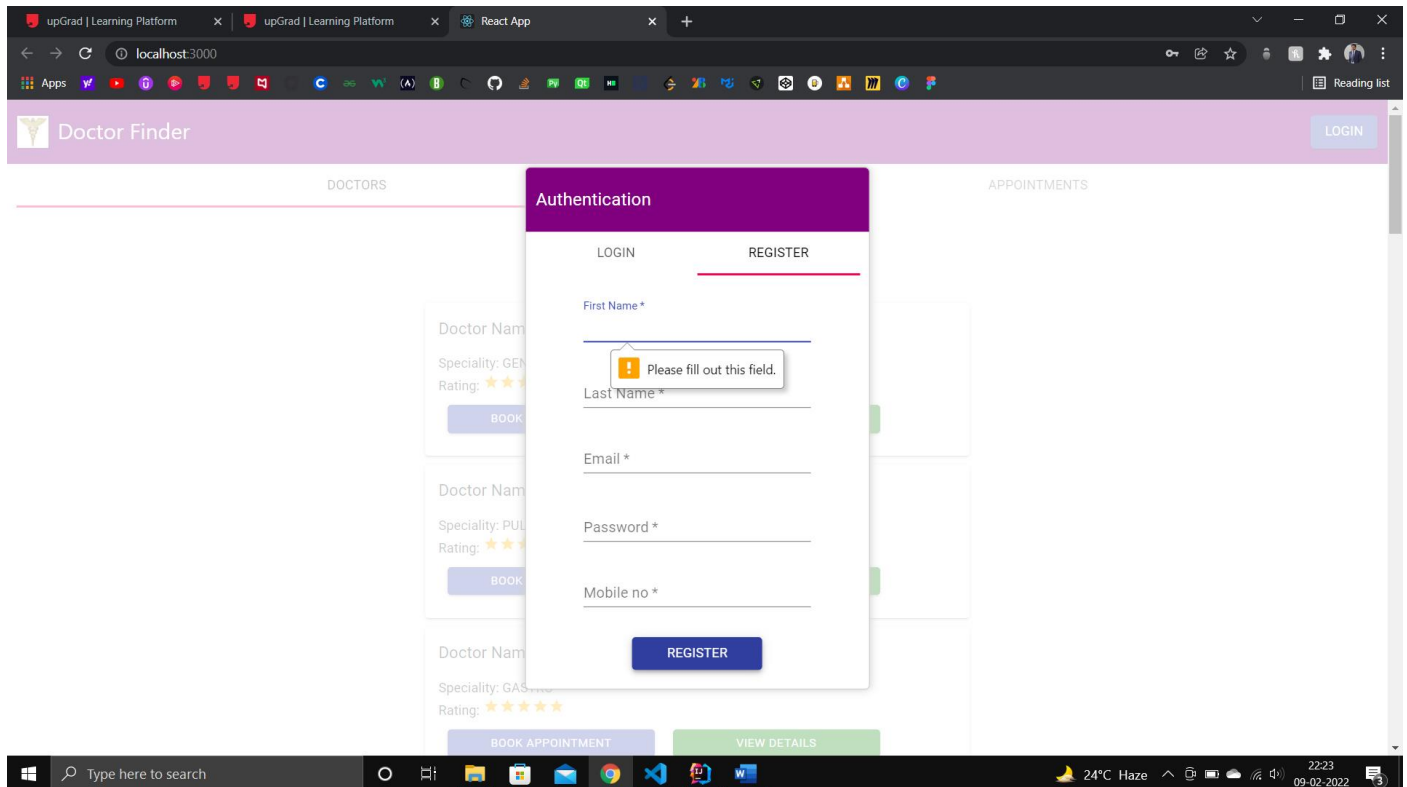 upGrad | Learning Platform
upGrad | Learning Platform
React App
localhost:3000
Apps
Reading list
Doctor Finder
LOGIN
DOCTORS
APPOINTMENTS
Authentication
LOGIN
REGISTER
First Name *
Please fill out this field.
Last Name *
Email *
Password *
Mobile no *
REGISTER
Doctor Nam
Speciality: GEN
Rating:
BOOK
Doctor Nam
Speciality: PUL
Rating:
BOOK
Doctor Nam
Speciality: GASTRO
Rating:
BOOK APPOINTMENT
VIEW DETAILS
Type here to search
24°C Haze
22:23
09-02-2022
3